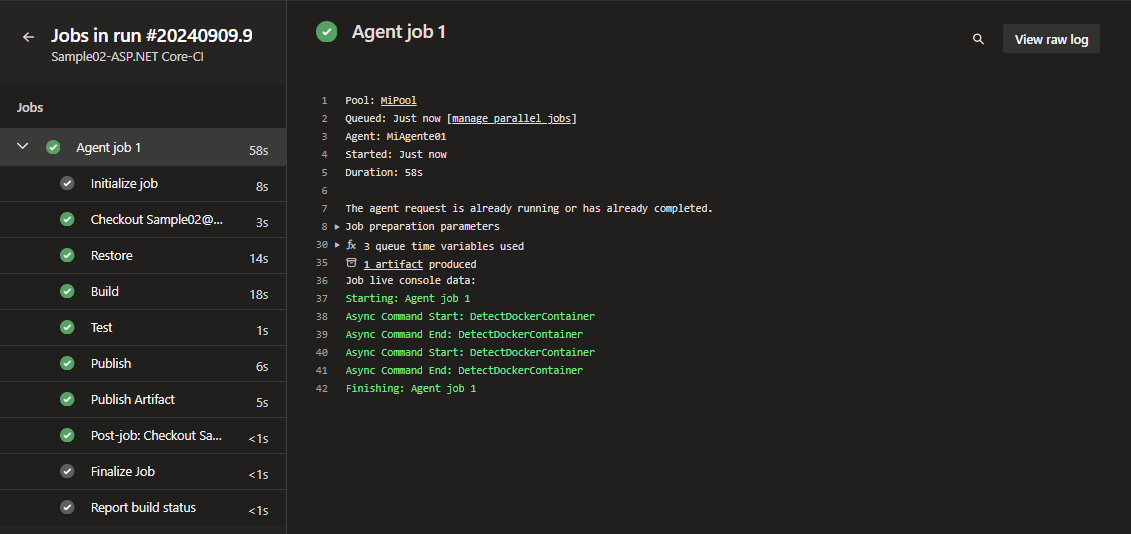 Jobs in run #20240909.9
Sample02-ASP.NET Core-CI
Jobs
Agent job 1 58s
Initialize job 8s
Checkout Sample02@... 3s
Restore 14s
Build 18s
Test 1s
Publish 6s
Publish Artifact 5s
Post-job: Checkout Sa... <1s
Finalize Job <1s
Report build status <1s
Agent job 1
View raw log
1 Pool: MiPool
2 Queued: Just now [manage parallel jobs]
3 Agent: MiAgente01
4 Started: Just now
5 Duration: 58s
6
7 The agent request is already running or has already completed.
8 Job preparation parameters
30 fx 3 queue time variables used
35 1 artifact produced
36 Job live console data:
37 Starting: Agent job 1
38 Async Command Start: DetectDockerContainer
39 Async Command End: DetectDockerContainer
40 Async Command Start: DetectDockerContainer
41 Async Command End: DetectDockerContainer
42 Finishing: Agent job 1